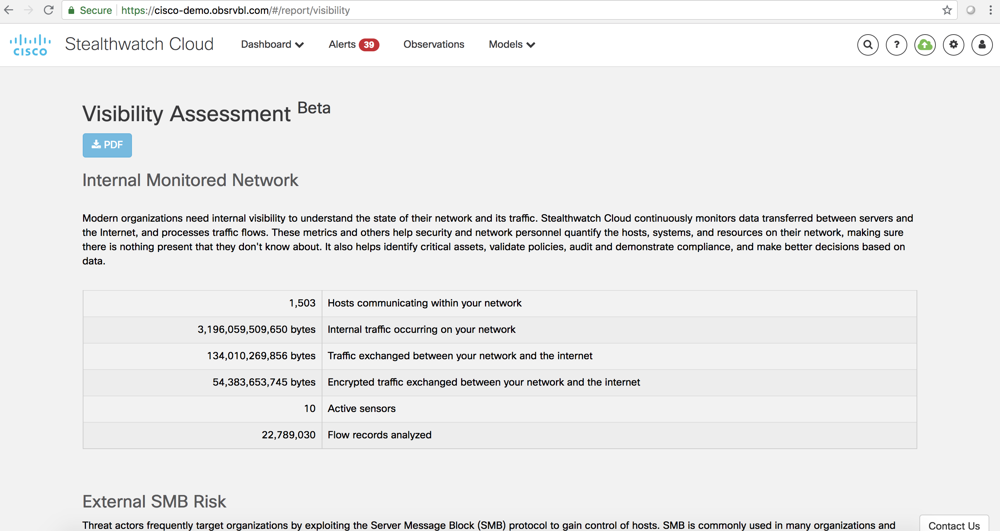 Secure https://cisco-demo.obsrvbl.com/#/report/visibility
CISCO Stealthwatch Cloud Dashboard Alerts 39 Observations Models ?
Visibility Assessment Beta
PDF
Internal Monitored Network
Modern organizations need internal visibility to understand the state of their network and its traffic. Stealthwatch Cloud continuously monitors data transferred between servers and
the Internet, and processes traffic flows. These metrics and others help security and network personnel quantify the hosts, systems, and resources on their network, making sure
there is nothing present that they don't know about. It also helps identify critical assets, validate policies, audit and demonstrate compliance, and make better decisions based on
data.
1,503 Hosts communicating within your network
3,196,059,509,650 bytes Internal traffic occurring on your network
134,010,269,856 bytes Traffic exchanged between your network and the internet
54,383,653,745 bytes Encrypted traffic exchanged between your network and the internet
10 Active sensors
22,789,030 Flow records analyzed
External SMB Risk
Threat actors frequently target organizations by exploiting the Server Message Block (SMB) protocol to gain control of hosts. SMB is commonly used in many organizations and
Contact Us